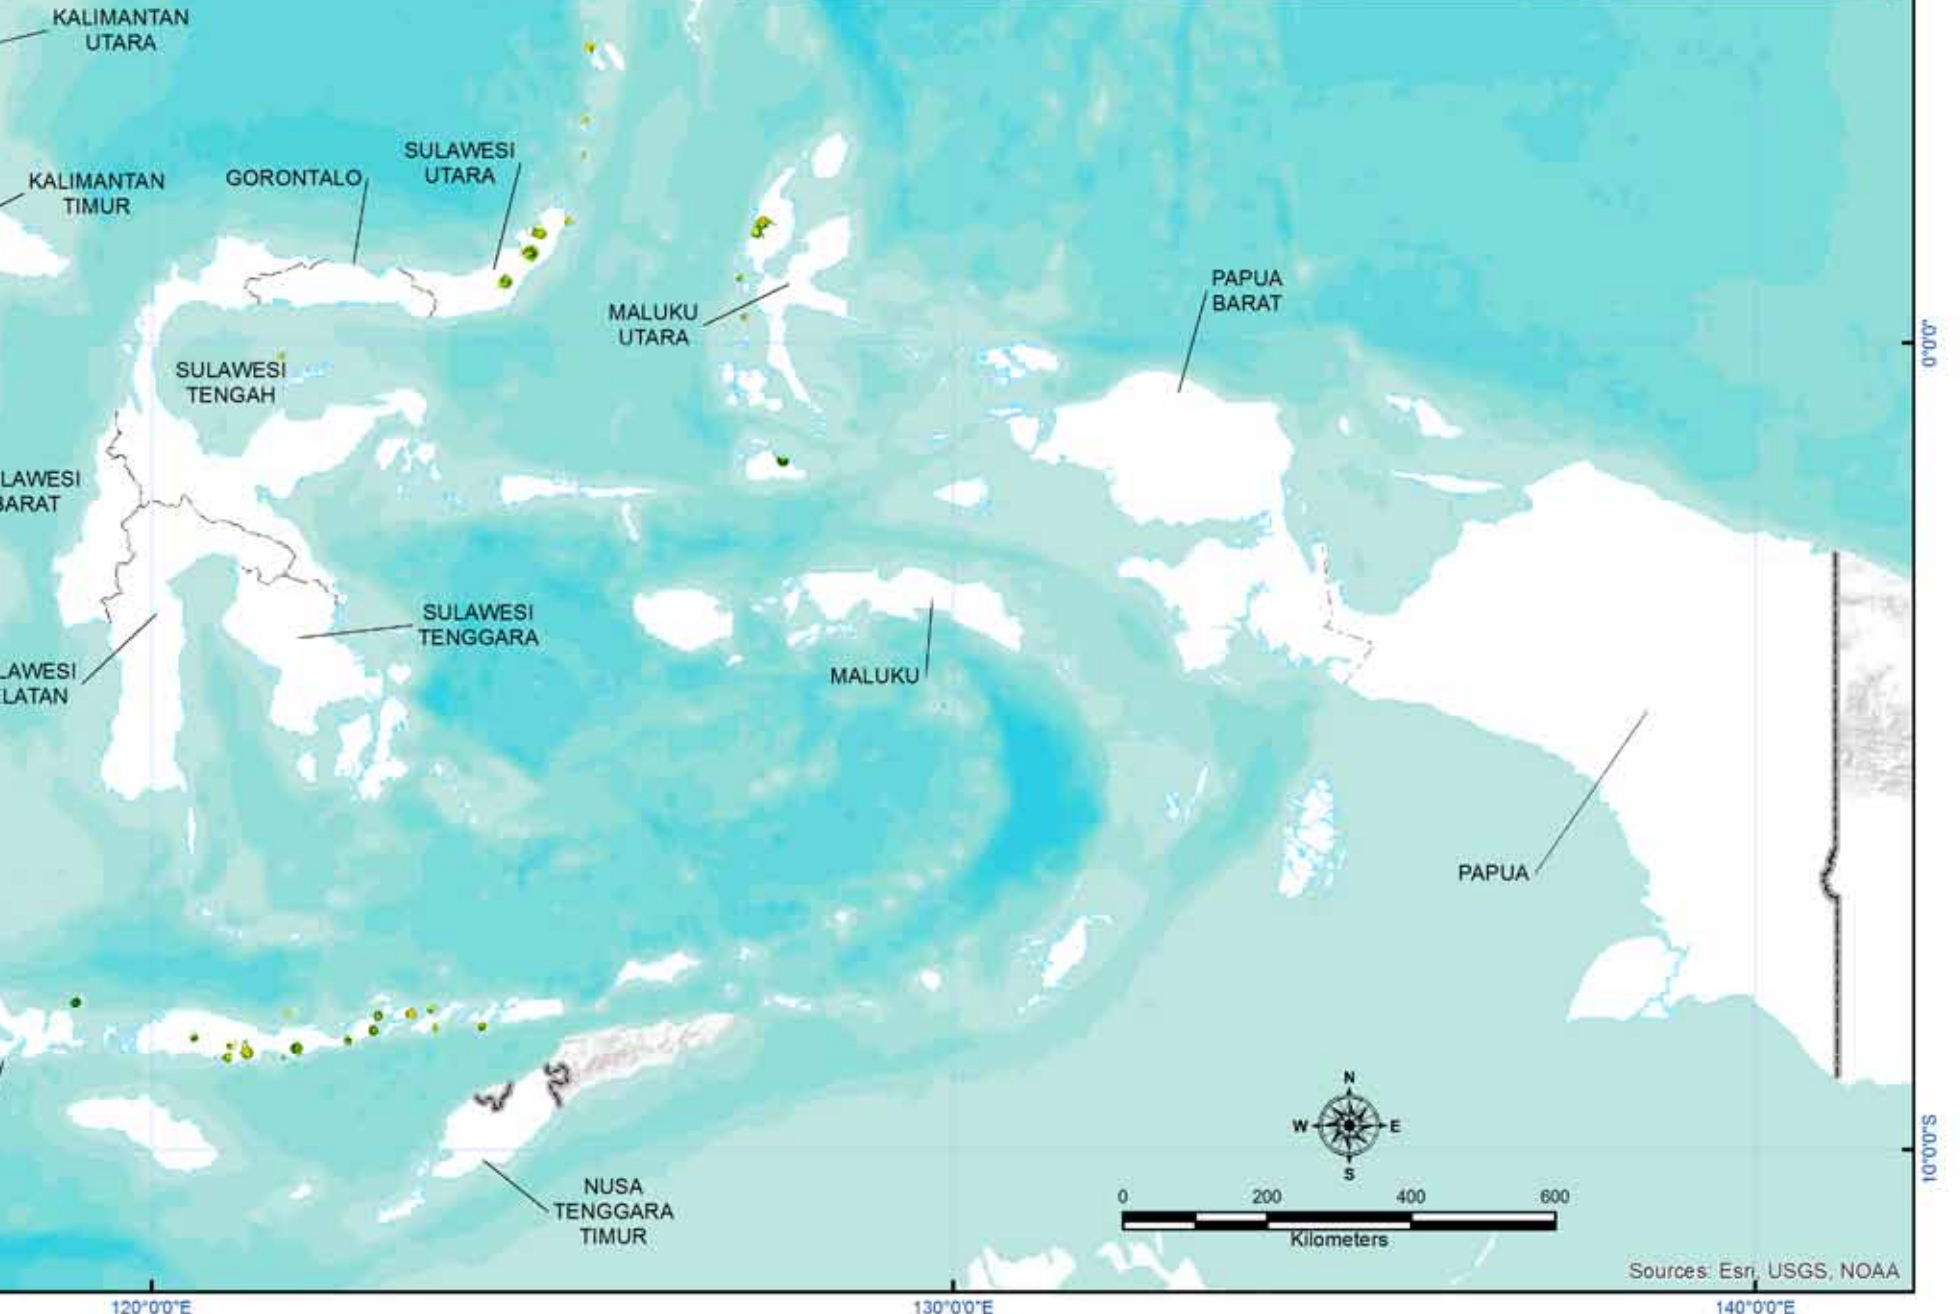 KALIMANTAN
UTARA
KALIMANTAN
TIMUR
GORONTALO
SULAWESI
UTARA
MALUKU
UTARA
PAPUA
BARAT
0°0'0"
SULAWESI
TENGAH
LAWESI
BARAT
SULAWESI
TENGGARA
LAWESI
ELATAN
MALUKU
PAPUA
NUSA
TENGGARA
TIMUR
N
W E
S
10°0'0"S
0 200 400 600
Kilometers
Sources: Esri, USGS, NOAA
120°0'0"E 130°0'0"E 140°0'0"E